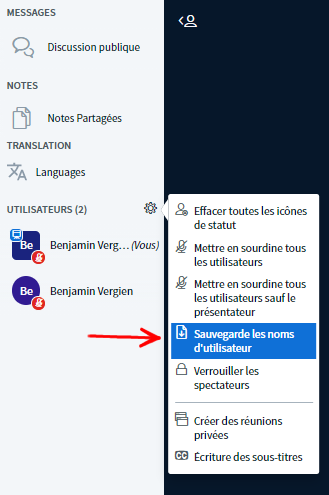 MESSAGES
Discussion publique
NOTES
Notes Partagées
TRANSLATION
Languages
UTILISATEURS (2)
Be
Benjamin Verg… (Vous)
Be
Benjamin Vergien
Effacer toutes les icônes
de statut
Mettre en sourdine tous
les utilisateurs
Mettre en sourdine tous
les utilisateurs sauf le
présentateur
Sauvegarde les noms
d'utilisateur
Verrouiller les
spectateurs
Créer des réunions
privées
Écriture des sous-titres